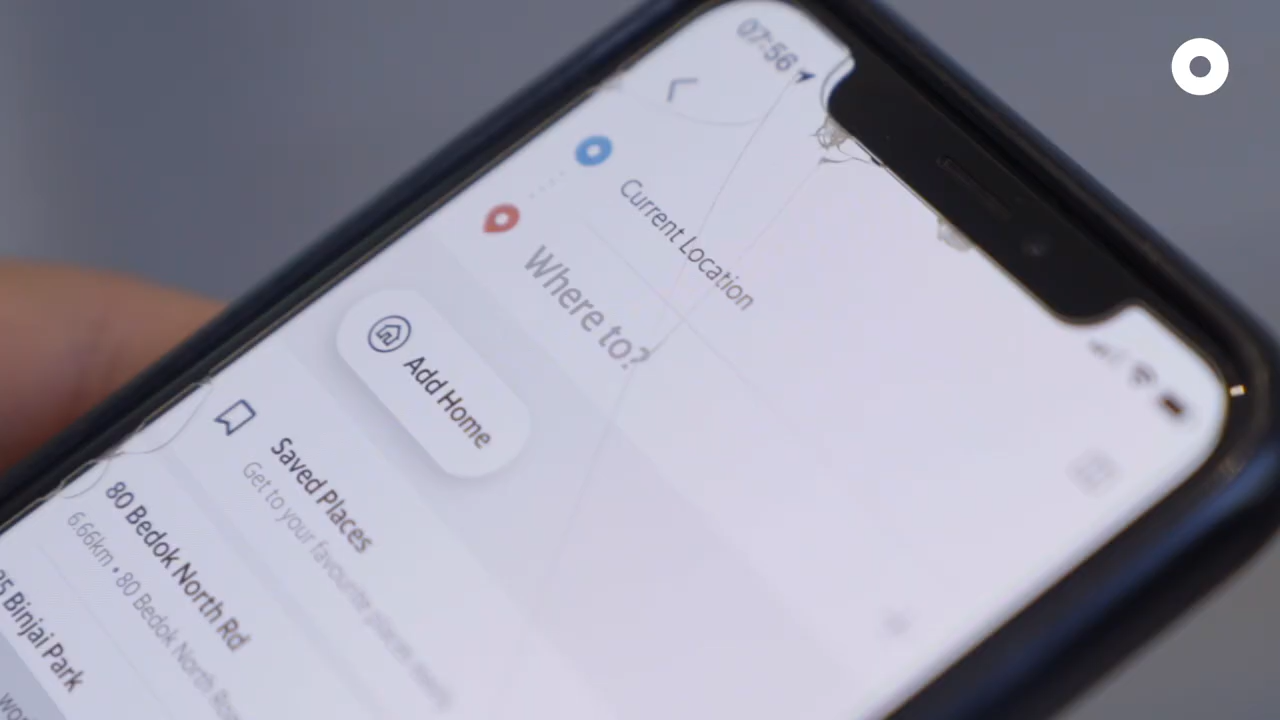 07:56
Current Location
Where to?
Add Home
Saved Places
Get to your favourite places easily
80 Bedok North Rd
6.66km • 80 Bedok North
Binjai Park